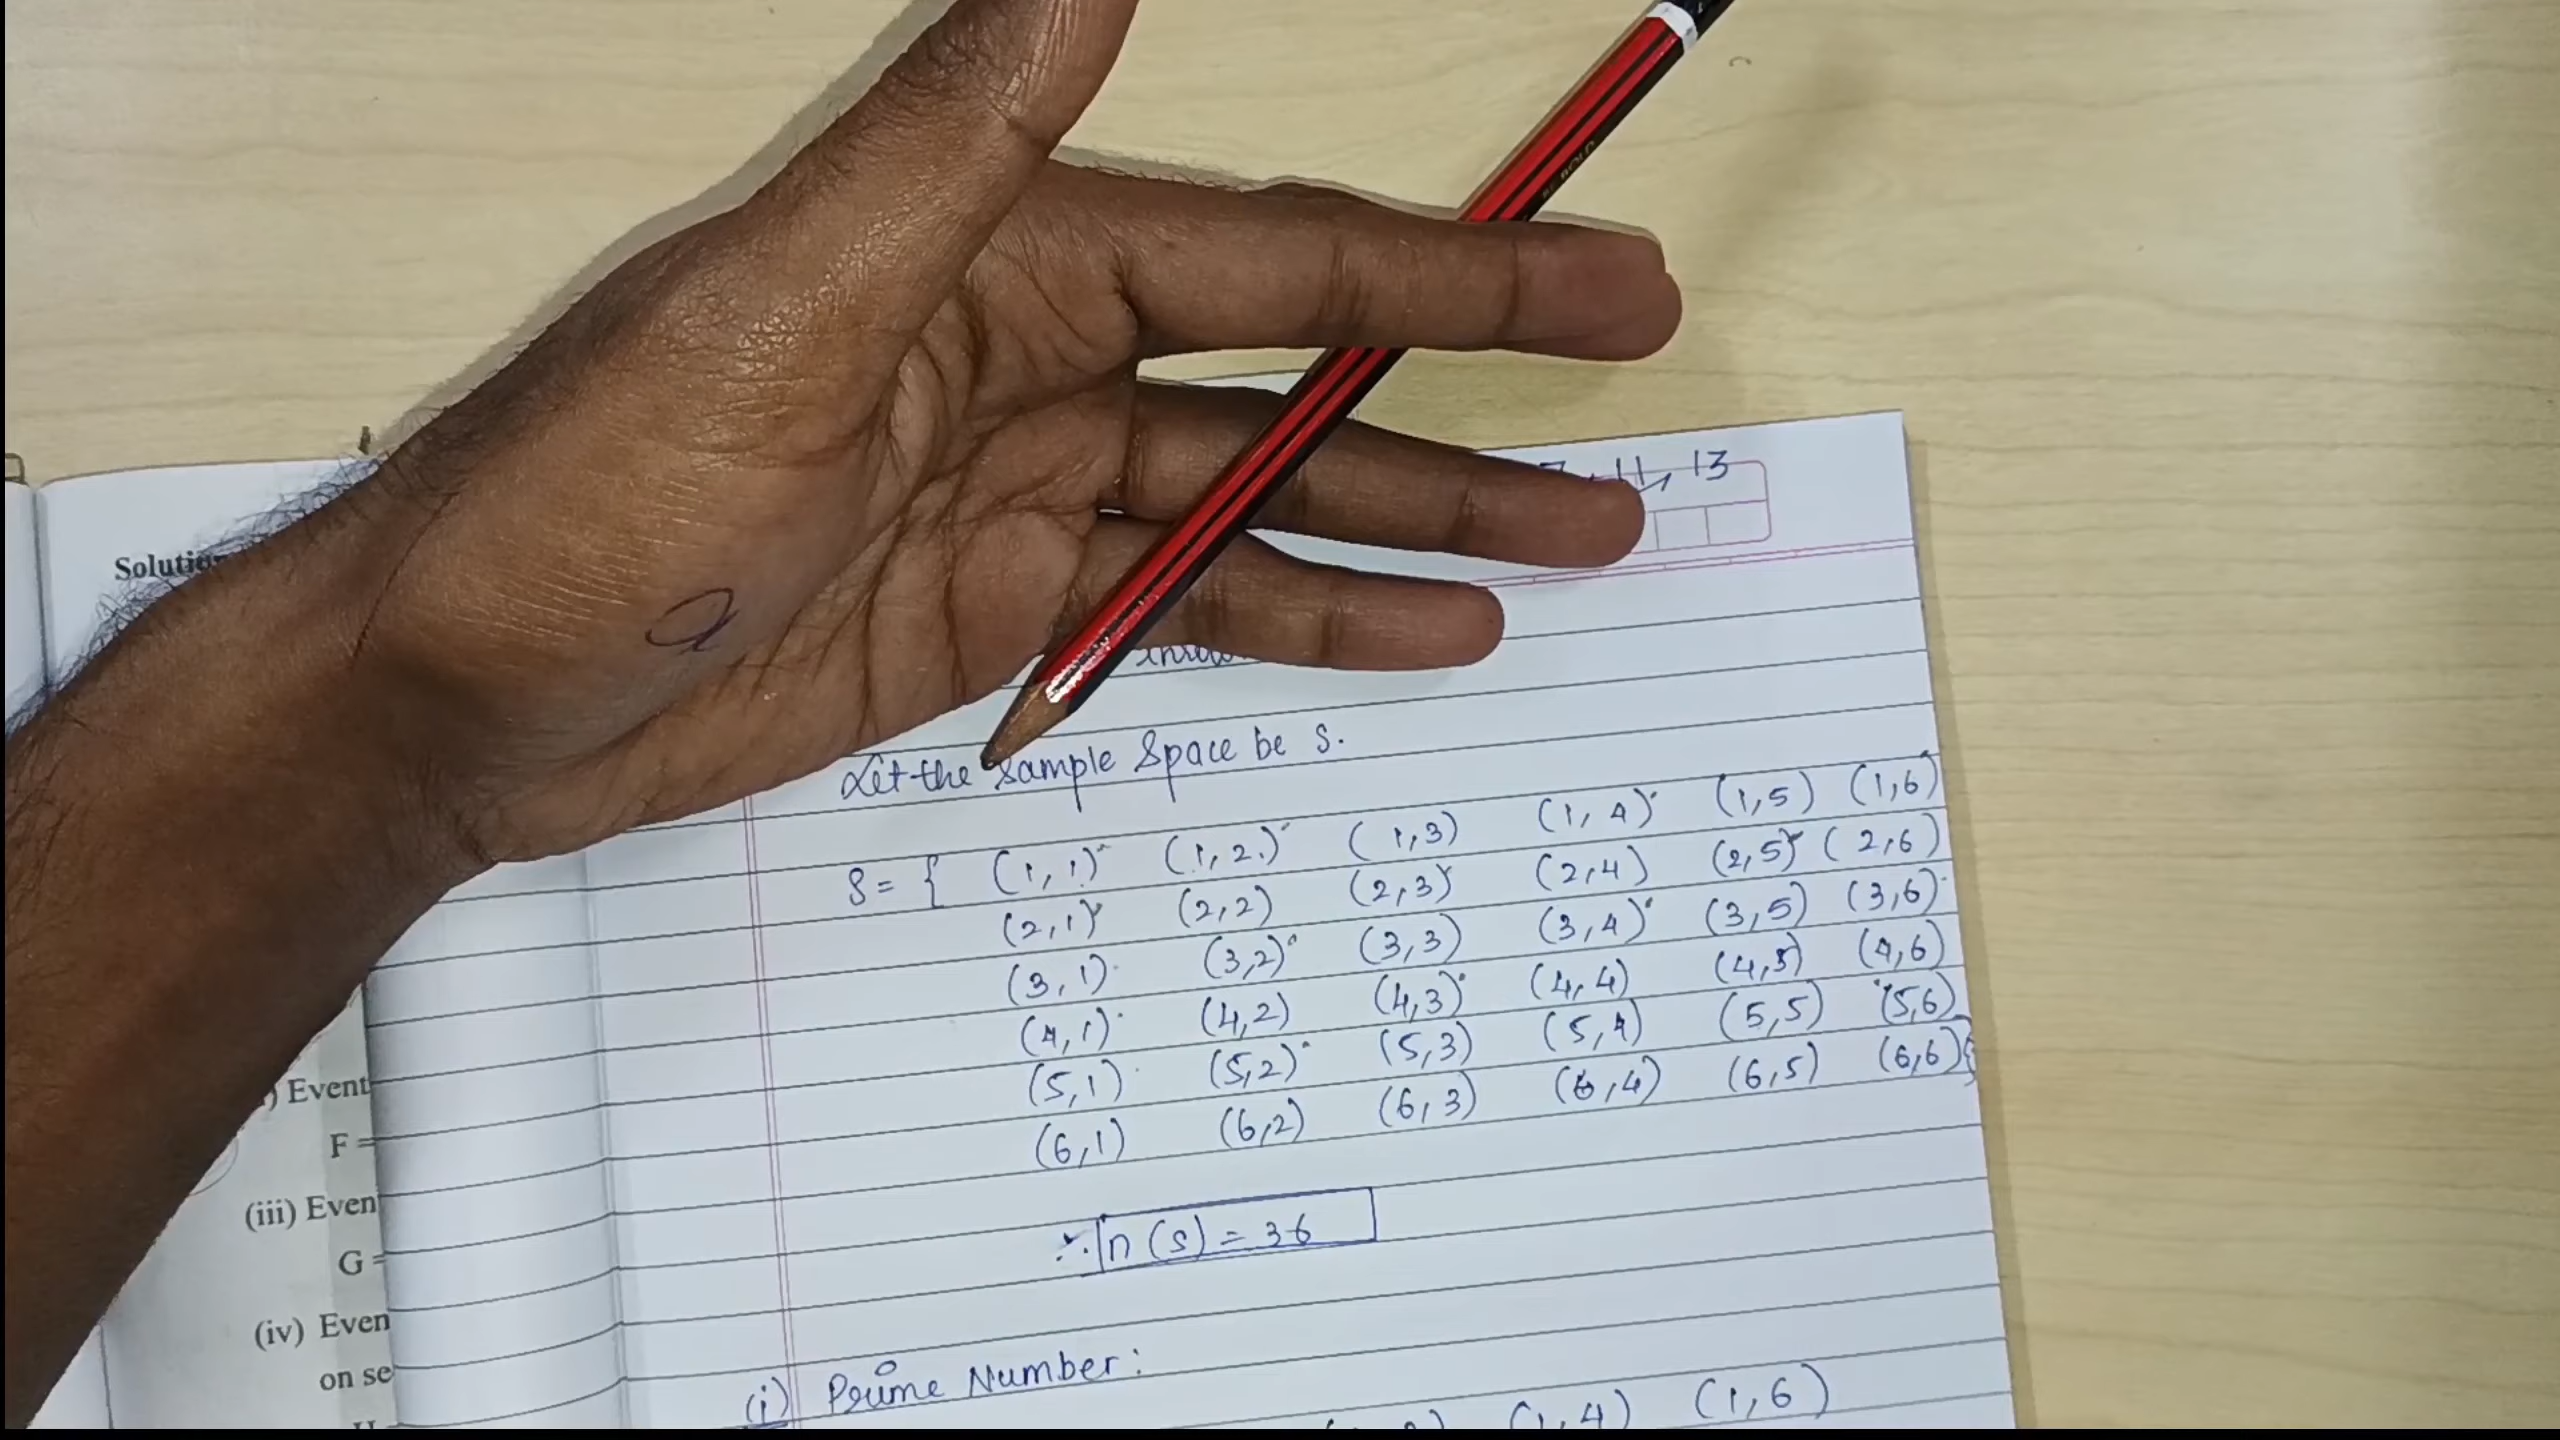 7, 11, 13
Let the Sample Space be S.
S = { (1,1) (1,2) (1,3) (1,4) (1,5) (1,6)
(2,1) (2,2) (2,3) (2,4) (2,5) (2,6)
(3,1) (3,2) (3,3) (3,4) (3,5) (3,6)
(4,1) (4,2) (4,3) (4,4) (4,5) (4,6)
(5,1) (5,2) (5,3) (5,4) (5,5) (5,6)
(6,1) (6,2) (6,3) (6,4) (6,5) (6,6)}
∴ n(s) = 36
(i) Prime Number:
(1,4) (1,6)
) Event
F =
(iii) Even
G =
(iv) Even
on se